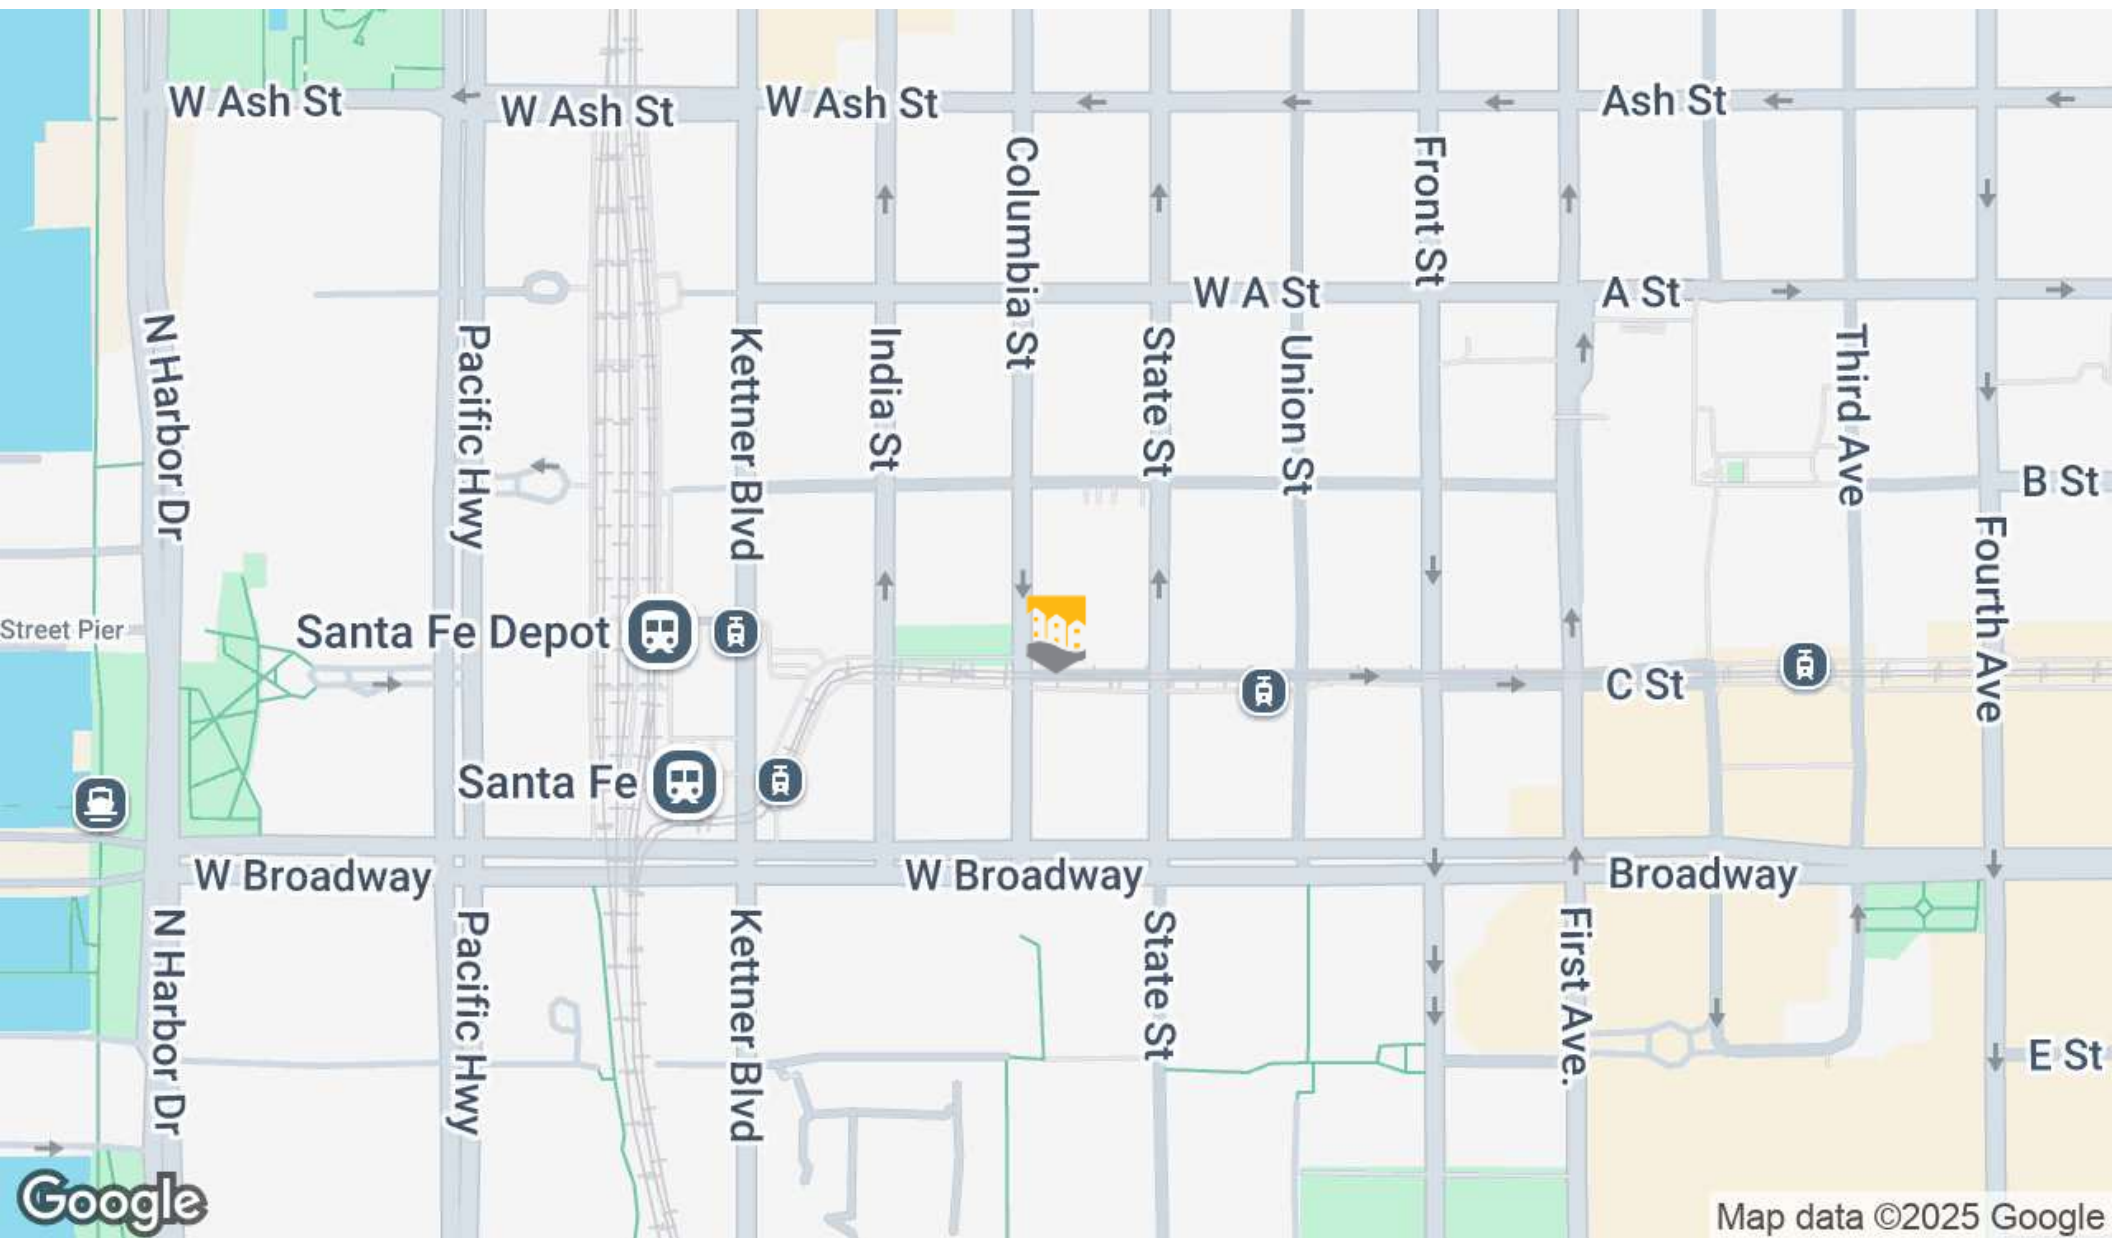 W Ash St
W Ash St
W Ash St
Ash St
Columbia St
Front St
W A St
A St
N Harbor Dr
Pacific Hwy
Kettner Blvd
India St
State St
Union St
Third Ave
B St
Fourth Ave
Street Pier
Santa Fe Depot
C St
Santa Fe
W Broadway
W Broadway
Broadway
N Harbor Dr
Pacific Hwy
Kettner Blvd
State St
First Ave.
E St
Google
Map data ©2025 Google